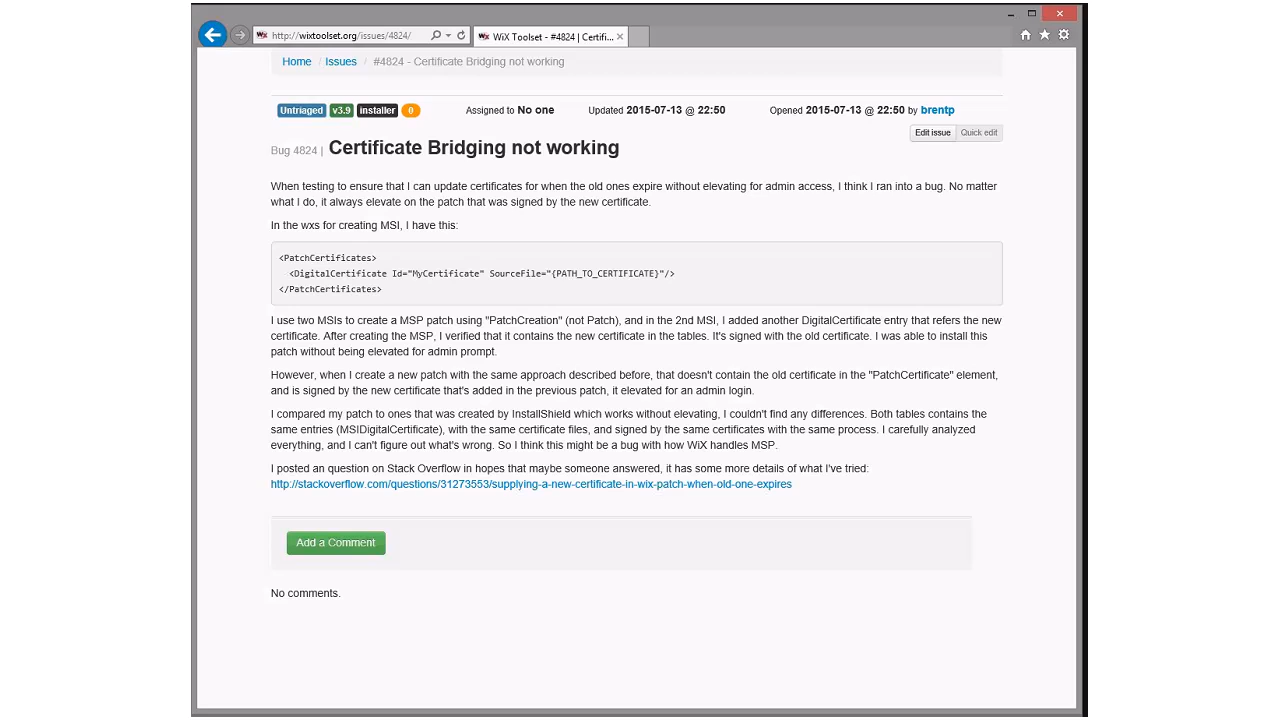 http://wixtoolset.org/issues/4824/
WiX Toolset - #4824 | Certifi...
Home / Issues / #4824 - Certificate Bridging not working
Untriaged v3.9 installer 0 Assigned to No one Updated 2015-07-13 @ 22:50 Opened 2015-07-13 @ 22:50 by brentp
Edit issue Quick edit
Bug 4824 | Certificate Bridging not working
When testing to ensure that I can update certificates for when the old ones expire without elevating for admin access, I think I ran into a bug. No matter
what I do, it always elevate on the patch that was signed by the new certificate.
In the wxs for creating MSI, I have this:
<PatchCertificates>
<DigitalCertificate Id="MyCertificate" SourceFile="{PATH_TO_CERTIFICATE}"/>
</PatchCertificates>
I use two MSIs to create a MSP patch using "PatchCreation" (not Patch), and in the 2nd MSI, I added another DigitalCertificate entry that refers the new
certificate. After creating the MSP, I verified that it contains the new certificate in the tables. It's signed with the old certificate. I was able to install this
patch without being elevated for admin prompt.
However, when I create a new patch with the same approach described before, that doesn't contain the old certificate in the "PatchCertificate" element,
and is signed by the new certificate that's added in the previous patch, it elevated for an admin login.
I compared my patch to ones that was created by InstallShield which works without elevating, I couldn't find any differences. Both tables contains the
same entries (MSIDigitalCertificate), with the same certificate files, and signed by the same certificates with the same process. I carefully analyzed
everything, and I can't figure out what's wrong. So I think this might be a bug with how WiX handles MSP.
I posted an question on Stack Overflow in hopes that maybe someone answered, it has some more details of what I've tried:
http://stackoverflow.com/questions/31273553/supplying-a-new-certificate-in-wix-patch-when-old-one-expires
Add a Comment
No comments.